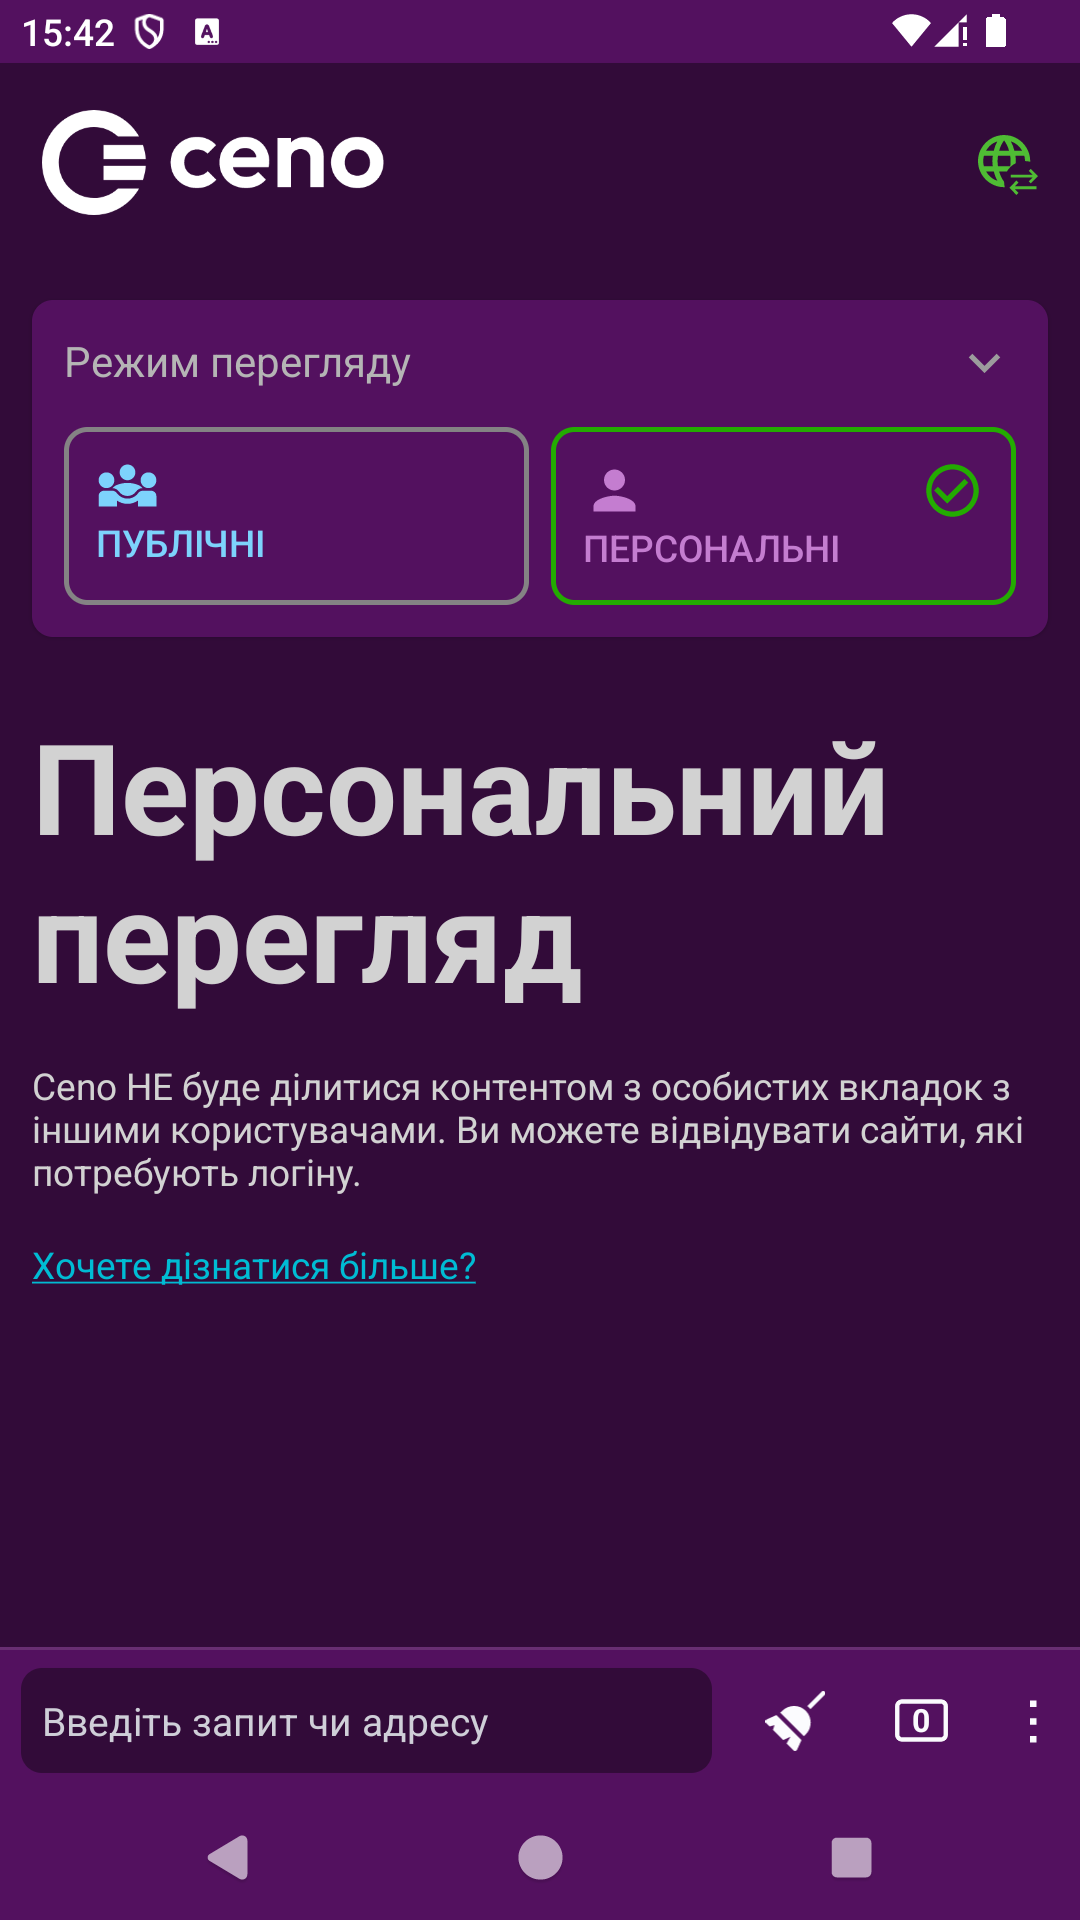 15:42
ceno
Режим перегляду
ПУБЛІЧНІ
ПЕРСОНАЛЬНІ
Персональний
перегляд
Ceno НЕ буде ділитися контентом з особистих вкладок з
іншими користувачами. Ви можете відвідувати сайти, які
потребують логіну.
Хочете дізнатися більше?
Введіть запит чи адресу
0